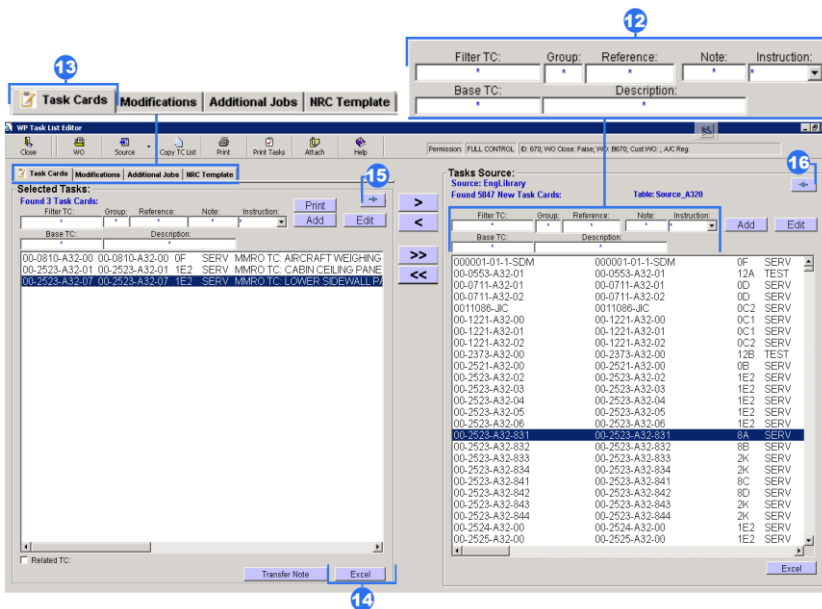 12
Filter TC: Group: Reference: Note: Instruction:
* * * * *
Base TC: Description:
* *
13
Task Cards Modifications Additional Jobs NRC Template
WP Task List Editor
Close WO Source Copy TC List Print Print Tasks Attach Help
Permission: FULL CONTROL ID: 670; WO Close: False; WO: B670; Cust WO: ; A/C Reg:
Task Cards Modifications Additional Jobs NRC Template
15
16
Selected Tasks:
Found 3 Task Cards:
Filter TC: Group: Reference: Note: Instruction:
* * * * *
Print
Add Edit
Base TC: Description:
* *
00-0810-A32-00 00-0810-A32-00 0F SERV MMRO TC: AIRCRAFT WEIGHING
00-2523-A32-01 00-2523-A32-01 1E2 SERV MMRO TC: CABIN CEILING PANE
00-2523-A32-07 00-2523-A32-07 1E2 SERV MMRO TC: LOWER SIDEWALL PA
Related TC:
Transfer Note Excel
14
>
<
>>
<<
Tasks Source:
Source: EngLibrary
Found 5847 New Task Cards: Table: Source_A320
Filter TC: Group: Reference: Note: Instruction:
* * * * *
Add Edit
Base TC: Description:
* *
000001-01-1-SDM 000001-01-1-SDM 0F SERV
00-0553-A32-01 00-0553-A32-01 12A TEST
00-0711-A32-01 00-0711-A32-01 0D SERV
00-0711-A32-02 00-0711-A32-02 0D SERV
0011086-JIC 0011086-JIC 0C2 SERV
00-1221-A32-00 00-1221-A32-00 0C1 SERV
00-1221-A32-01 00-1221-A32-01 0C1 SERV
00-1221-A32-02 00-1221-A32-02 0C2 SERV
00-2373-A32-00 00-2373-A32-00 12B TEST
00-2521-A32-00 00-2521-A32-00 0B SERV
00-2523-A32-02 00-2523-A32-02 1E2 SERV
00-2523-A32-03 00-2523-A32-03 1E2 SERV
00-2523-A32-04 00-2523-A32-04 1E2 SERV
00-2523-A32-05 00-2523-A32-05 1E2 SERV
00-2523-A32-06 00-2523-A32-06 1E2 SERV
00-2523-A32-831 00-2523-A32-831 8A SERV
00-2523-A32-832 00-2523-A32-832 8B SERV
00-2523-A32-833 00-2523-A32-833 2K SERV
00-2523-A32-834 00-2523-A32-834 2K SERV
00-2523-A32-841 00-2523-A32-841 8C SERV
00-2523-A32-842 00-2523-A32-842 8D SERV
00-2523-A32-843 00-2523-A32-843 2K SERV
00-2523-A32-844 00-2523-A32-844 2K SERV
00-2524-A32-00 00-2524-A32-00 1E2 SERV
00-2525-A32-00 00-2525-A32-00 1E2 SERV
Excel